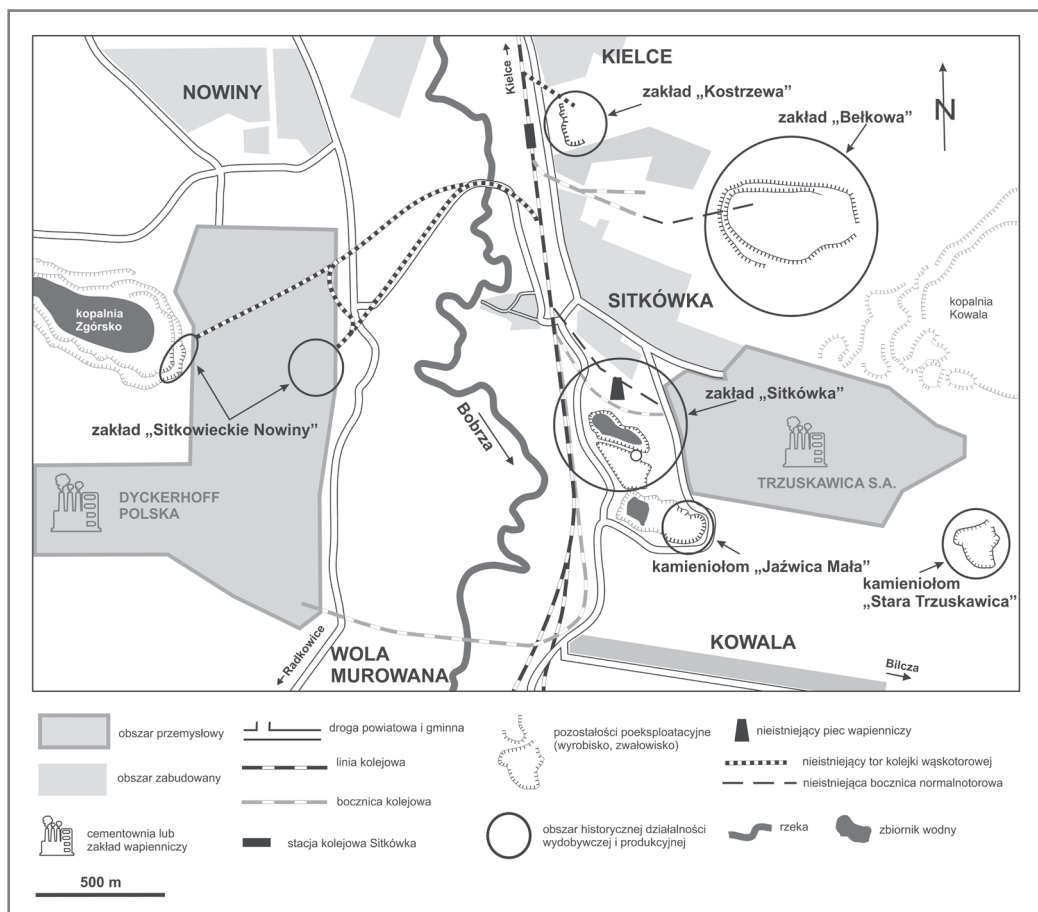 NOWINY
KIELCE
Kielce
zakład „Kostrzewa”
zakład „Bełkowa”
N
kopalnia
Zgórsko
SITKÓWKA
kopalnia
Kowala
zakład „Sitkowieckie Nowiny”
Bobrza
zakład „Sitkówka”
DYCKERHOFF
POLSKA
TRZUSKAWICA S.A.
kamieniołom „Jaźwica Mała”
kamieniołom
„Stara Trzuskawica”
Radkowice
WOLA
MUROWANA
KOWALA
Bilcza
obszar przemysłowy
obszar zabudowany
cementownia lub
zakład wapienniczy
droga powiatowa i gminna
linia kolejowa
bocznica kolejowa
stacja kolejowa Sitkówka
pozostałości poeksploatacyjne
(wyrobisko, zwałowisko)
obszar historycznej działalności
wydobywczej i produkcyjnej
nieistniejący piec wapienniczy
nieistniejący tor kolejki wąskotorowej
nieistniejąca bocznica normalnotorowa
rzeka
zbiornik wodny
500 m